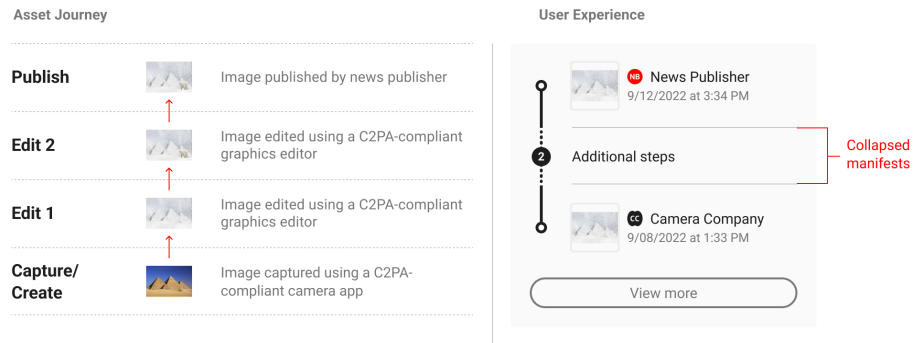 Asset Journey
Publish
Image published by news publisher
Edit 2
Image edited using a C2PA-compliant
graphics editor
Edit 1
Image edited using a C2PA-compliant
graphics editor
Capture/
Create
Image captured using a C2PA-
compliant camera app
User Experience
NB News Publisher
9/12/2022 at 3:34 PM
2 Additional steps
Collapsed
manifests
CC Camera Company
9/08/2022 at 1:33 PM
View more